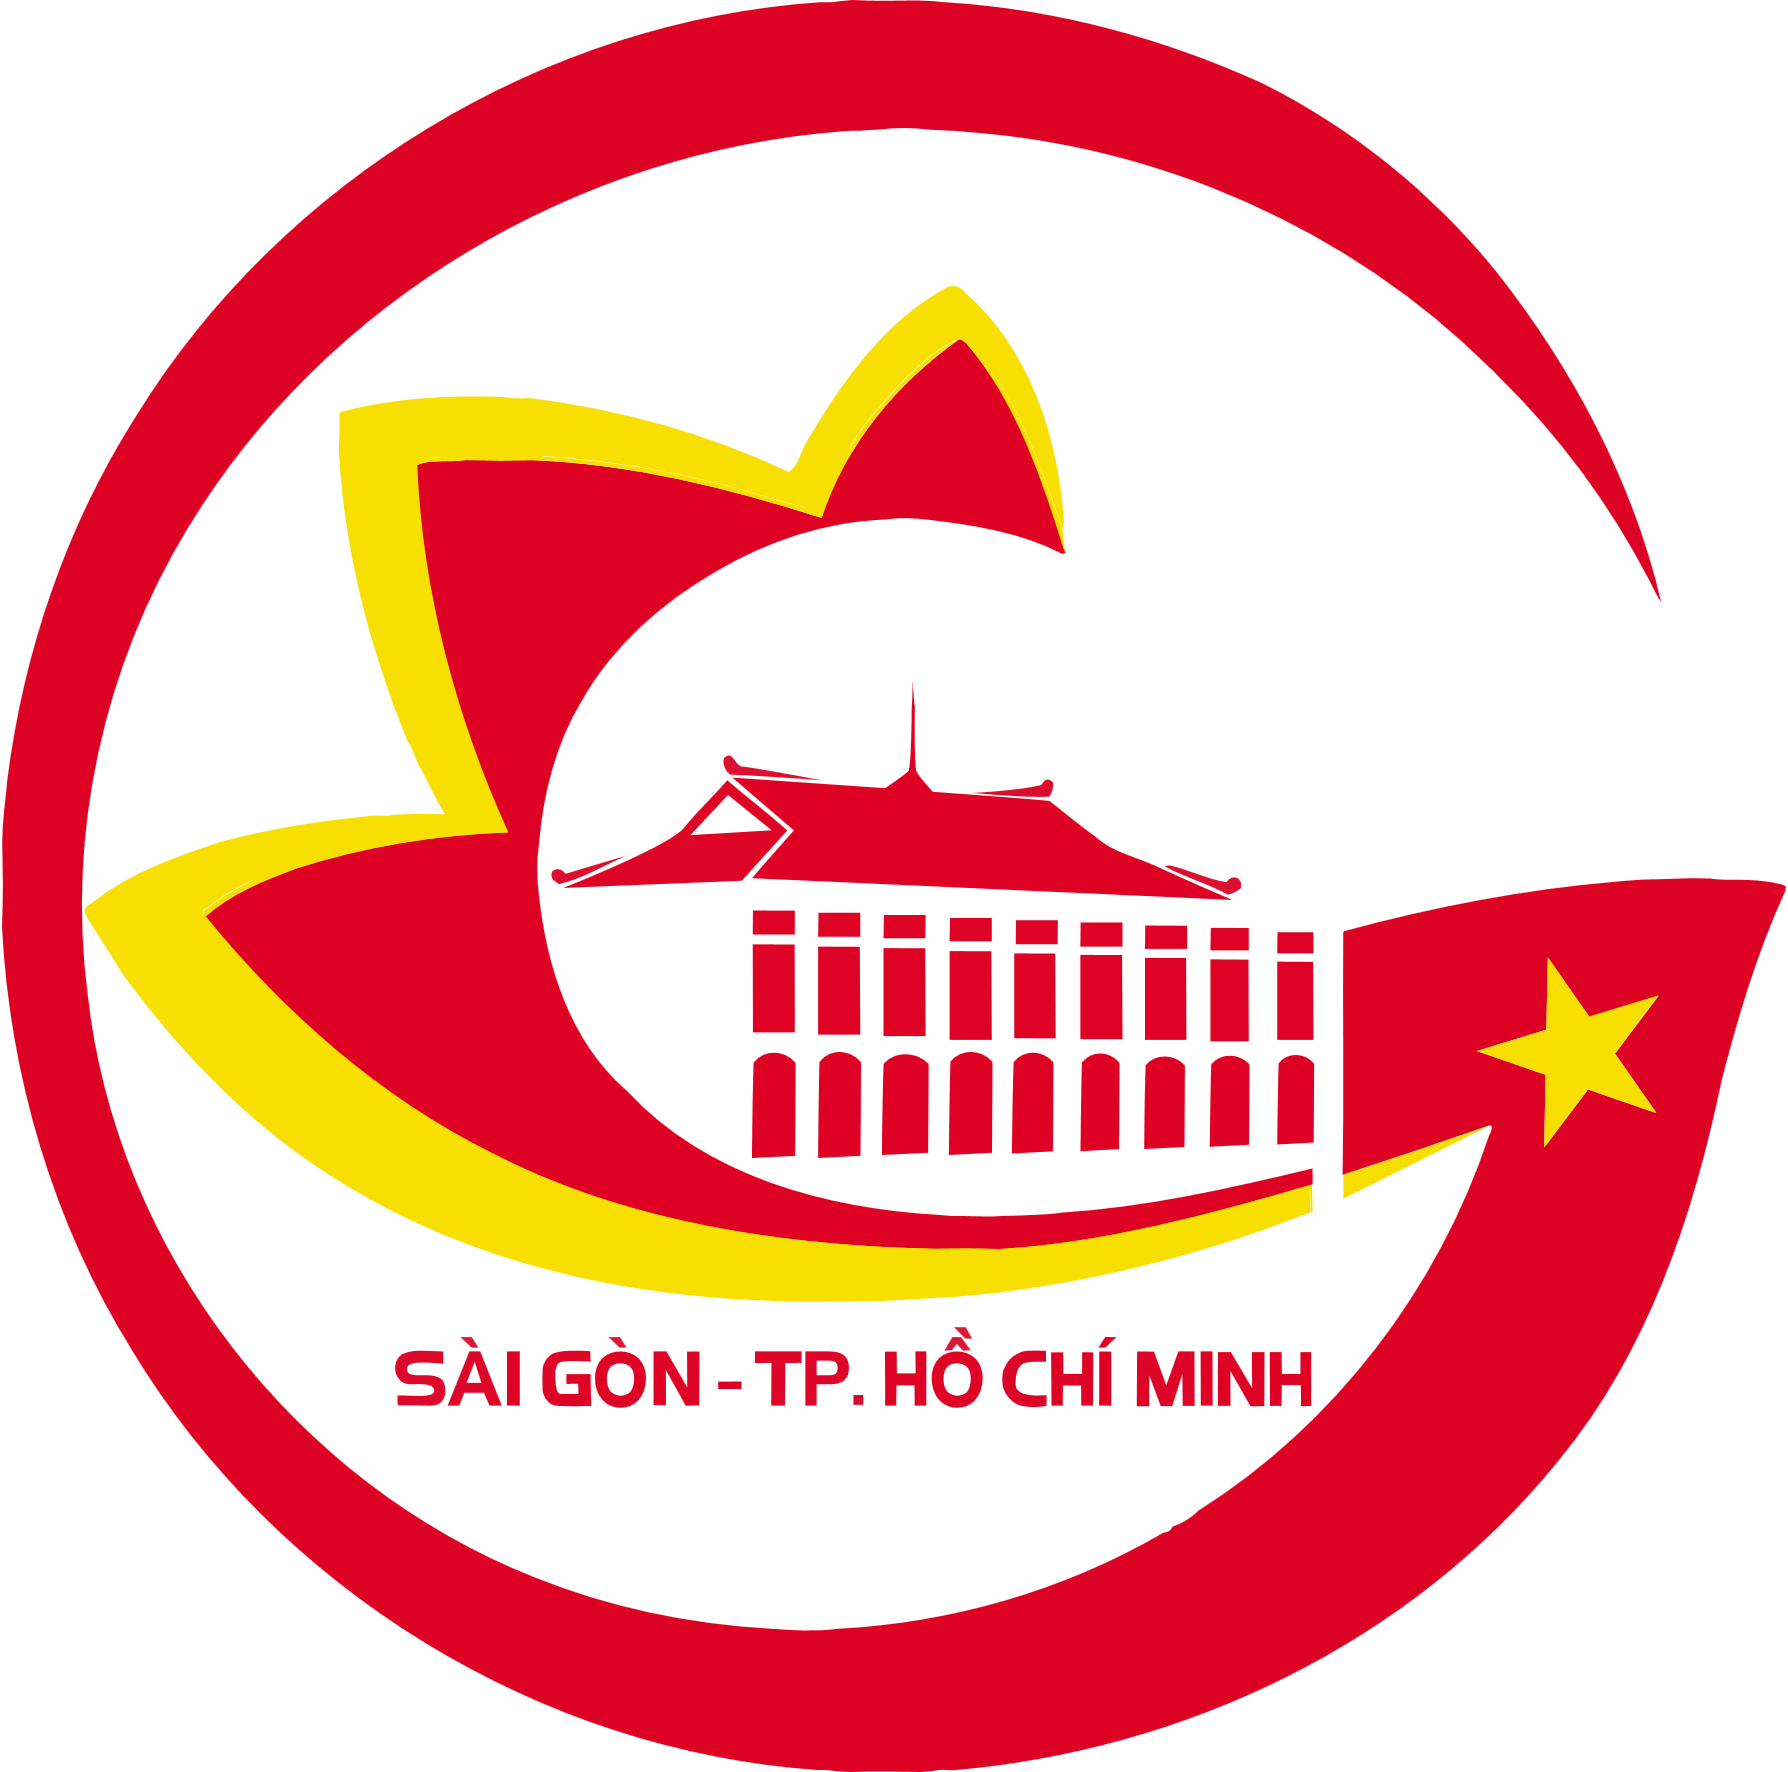 SÀI GÒN - TP. HỒ CHÍ MINH